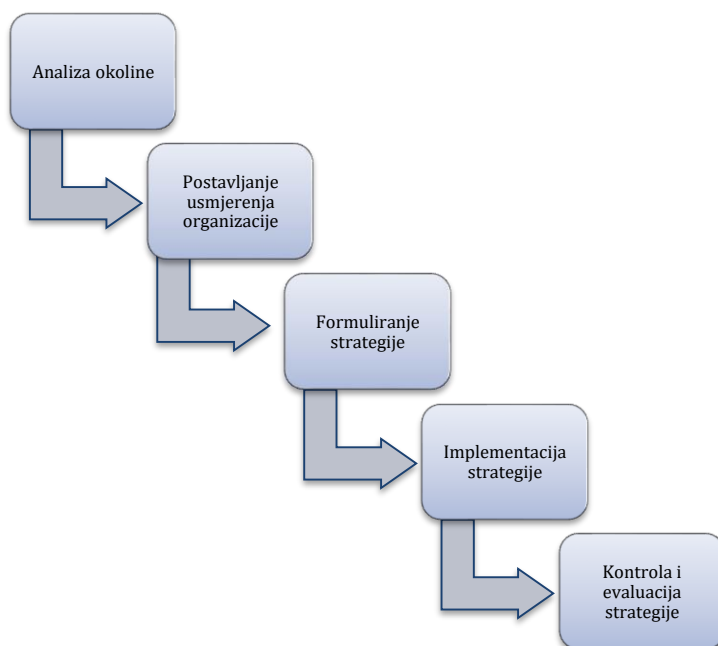 Analiza okoline
Postavljanje
usmjerenja
organizacije
Formuliranje
strategije
Implementacija
strategije
Kontrola i
evaluacija
strategije